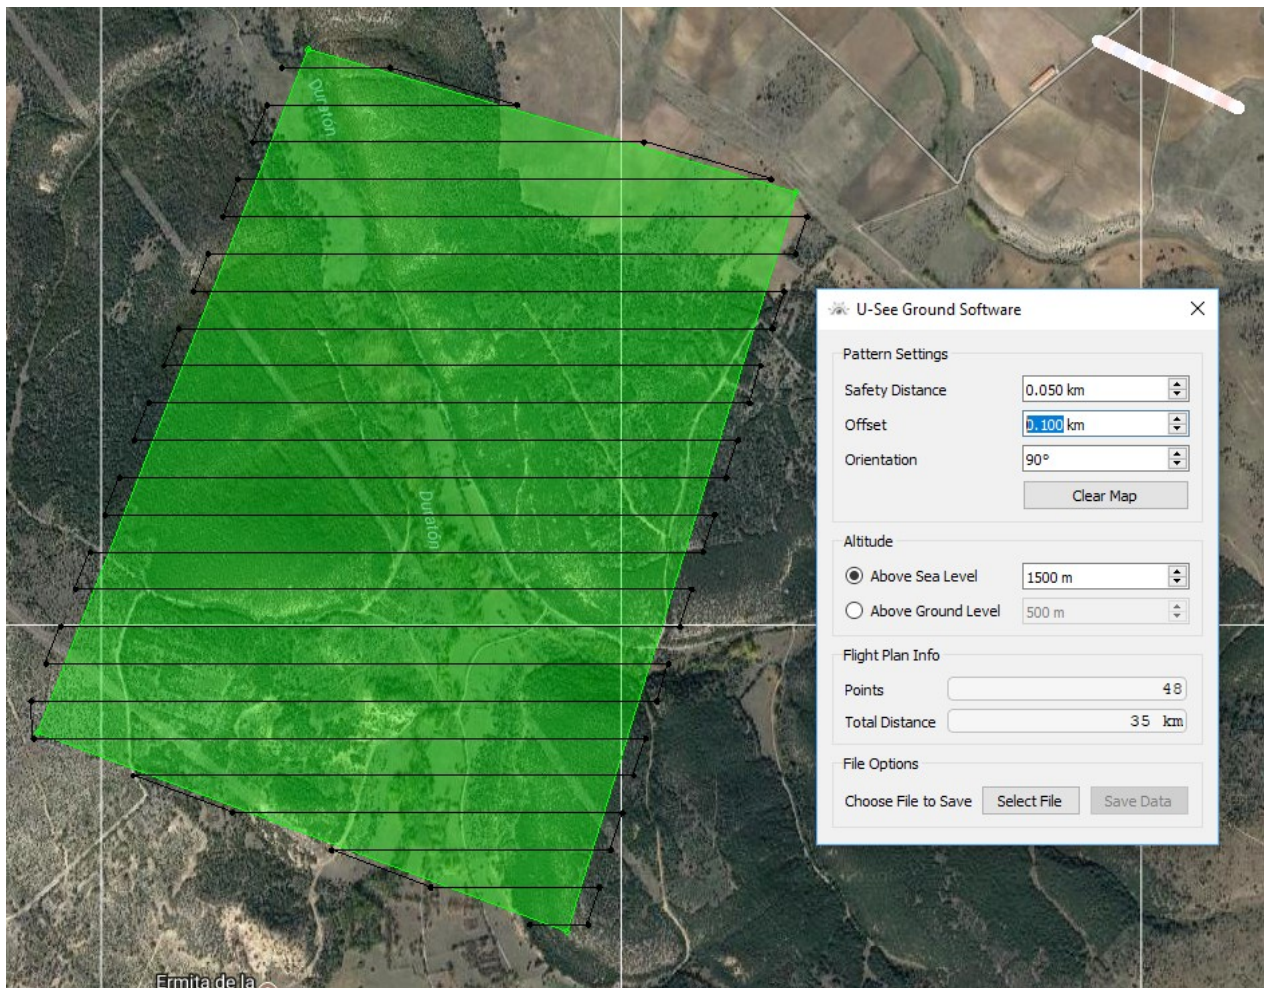 Duratón
U-See Ground Software
Pattern Settings
Safety Distance 0.050 km
Offset 0.100 km
Orientation 90°
Clear Map
Duratón
Altitude
Above Sea Level 1500 m
Above Ground Level 500 m
Flight Plan Info
Points 48
Total Distance 35 km
File Options
Choose File to Save Select File Save Data
Ermita de la